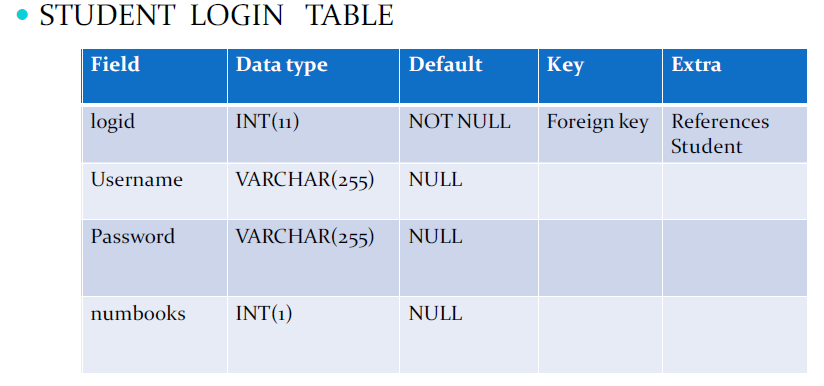 STUDENT LOGIN TABLE
Field Data type Default Key Extra
logid INT(11) NOT NULL Foreign key References
Student
Username VARCHAR(255) NULL
Password VARCHAR(255) NULL
numbooks INT(1) NULL